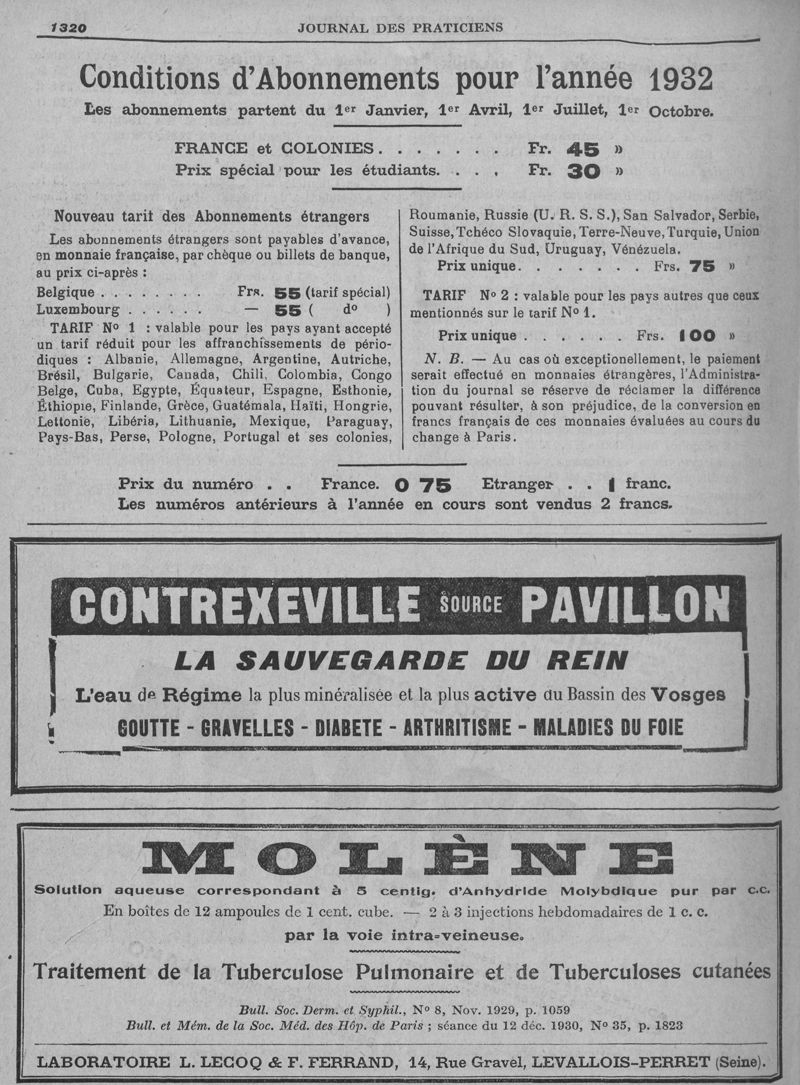 1320
JOURNAL DES PRATICIENS
Conditions d'Abonnements pour l'année 1932
Les abonnements partent du 1er Janvier, 1er Avril, 1er Juillet, 1er Octobre.
FRANCE et COLONIES. . . . . . . Fr. 45 »
Prix spécial pour les étudiants. . . . Fr. 30 »
Nouveau tarit des Abonnements étrangers
Les abonnements étrangers sont payables d'avance,
en monnaie française, par chèque ou billets de banque,
au prix ci-après :
Belgique . . . . . . . . Frs. 55 (tarif spécial)
Luxembourg . . . . . . — 55 ( do )
TARIF No 1 : valable pour les pays ayant accepté
un tarif réduit pour les affranchissements de pério-
diques : Albanie, Allemagne, Argentine, Autriche,
Brésil, Bulgarie, Canada, Chili, Colombia, Congo
Belge, Cuba, Egypte, Équateur, Espagne, Esthonie,
Éthiopie, Finlande, Grèce, Guatémala, Haïti, Hongrie,
Lettonie, Libéria, Lithuanie, Mexique, Paraguay,
Pays-Bas, Perse, Pologne, Portugal et ses colonies,
Roumanie, Russie (U. R. S. S.), San Salvador, Serbie,
Suisse, Tchéco Slovaquie, Terre-Neuve, Turquie, Union
de l'Afrique du Sud, Uruguay, Vénézuela.
Prix unique. . . . . . . Frs. 75 »
TARIF No 2 : valable pour les pays autres que ceux
mentionnés sur le tarif No 1.
Prix unique . . . . . . Frs. 100 »
N. B. — Au cas où exceptionellement, le paiement
serait effectué en monnaies étrangères, l'Administra-
tion du journal se réserve de réclamer la différence
pouvant résulter, à son préjudice, de la conversion en
francs français de ces monnaies évaluées au cours du
change à Paris.
Prix du numéro . . France. 0 75 Etranger . . 1 franc.
Les numéros antérieurs à l'année en cours sont vendus 2 francs.
CONTREXEVILLE SOURCE PAVILLON
LA SAUVEGARDE DU REIN
L'eau de Régime la plus minéralisée et la plus active du Bassin des Vosges
GOUTTE - GRAVELLES - DIABETE - ARTHRITISME - MALADIES DU FOIE
MOLÈNE
Solution aqueuse correspondant à 5 centig. d'Anhydride Molybdique pur par c.c.
En boîtes de 12 ampoules de 1 cent. cube. — 2 à 3 injections hebdomadaires de 1 c. c.
par la voie intra-veineuse.
Traitement de la Tuberculose Pulmonaire et de Tuberculoses cutanées
Bull. Soc. Derm. et Syphil., No 8, Nov. 1929, p. 1059
Bull. et Mém. de la Soc. Méd. des Hôp. de Paris ; séance du 12 déc. 1930, No 35, p. 1823
LABORATOIRE L. LECOQ & F. FERRAND, 14, Rue Gravel, LEVALLOIS-PERRET (Seine).